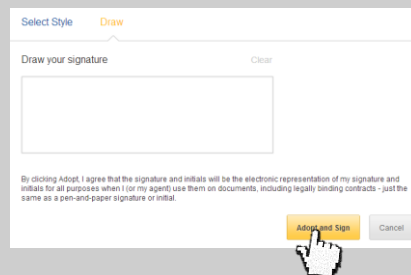 Select Style Draw
Draw your signature Clear
By clicking Adopt, I agree that the signature and initials will be the electronic representation of my signature and
initials for all purposes when I (or my agent) use them on documents, including legally binding contracts - just the
same as a pen-and-paper signature or initial.
Adopt and Sign Cancel